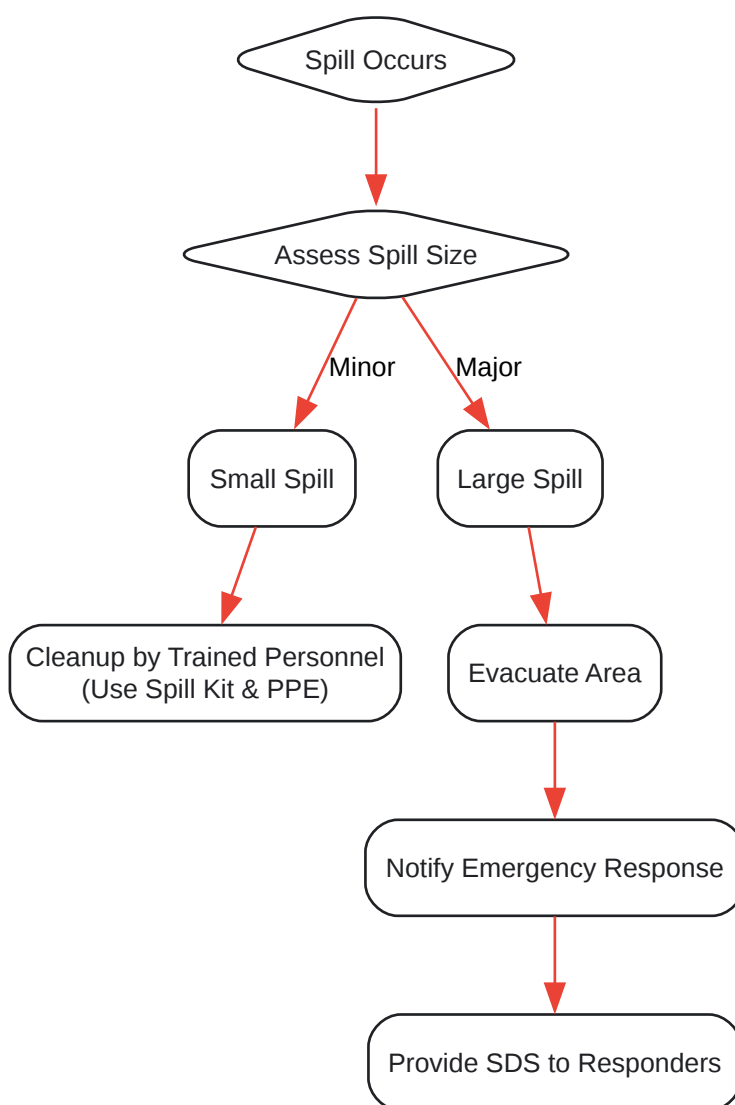 Spill Occurs
Assess Spill Size
Minor
Major
Small Spill
Large Spill
Cleanup by Trained Personnel
(Use Spill Kit & PPE)
Evacuate Area
Notify Emergency Response
Provide SDS to Responders